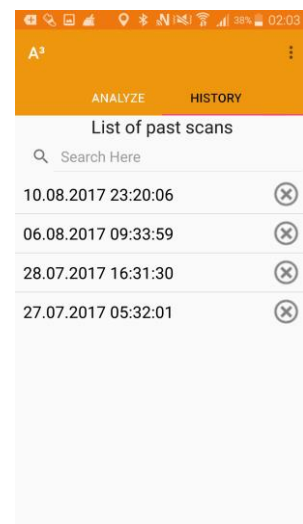 38% 02:03
A³
ANALYZE HISTORY
List of past scans
Search Here
10.08.2017 23:20:06
06.08.2017 09:33:59
28.07.2017 16:31:30
27.07.2017 05:32:01